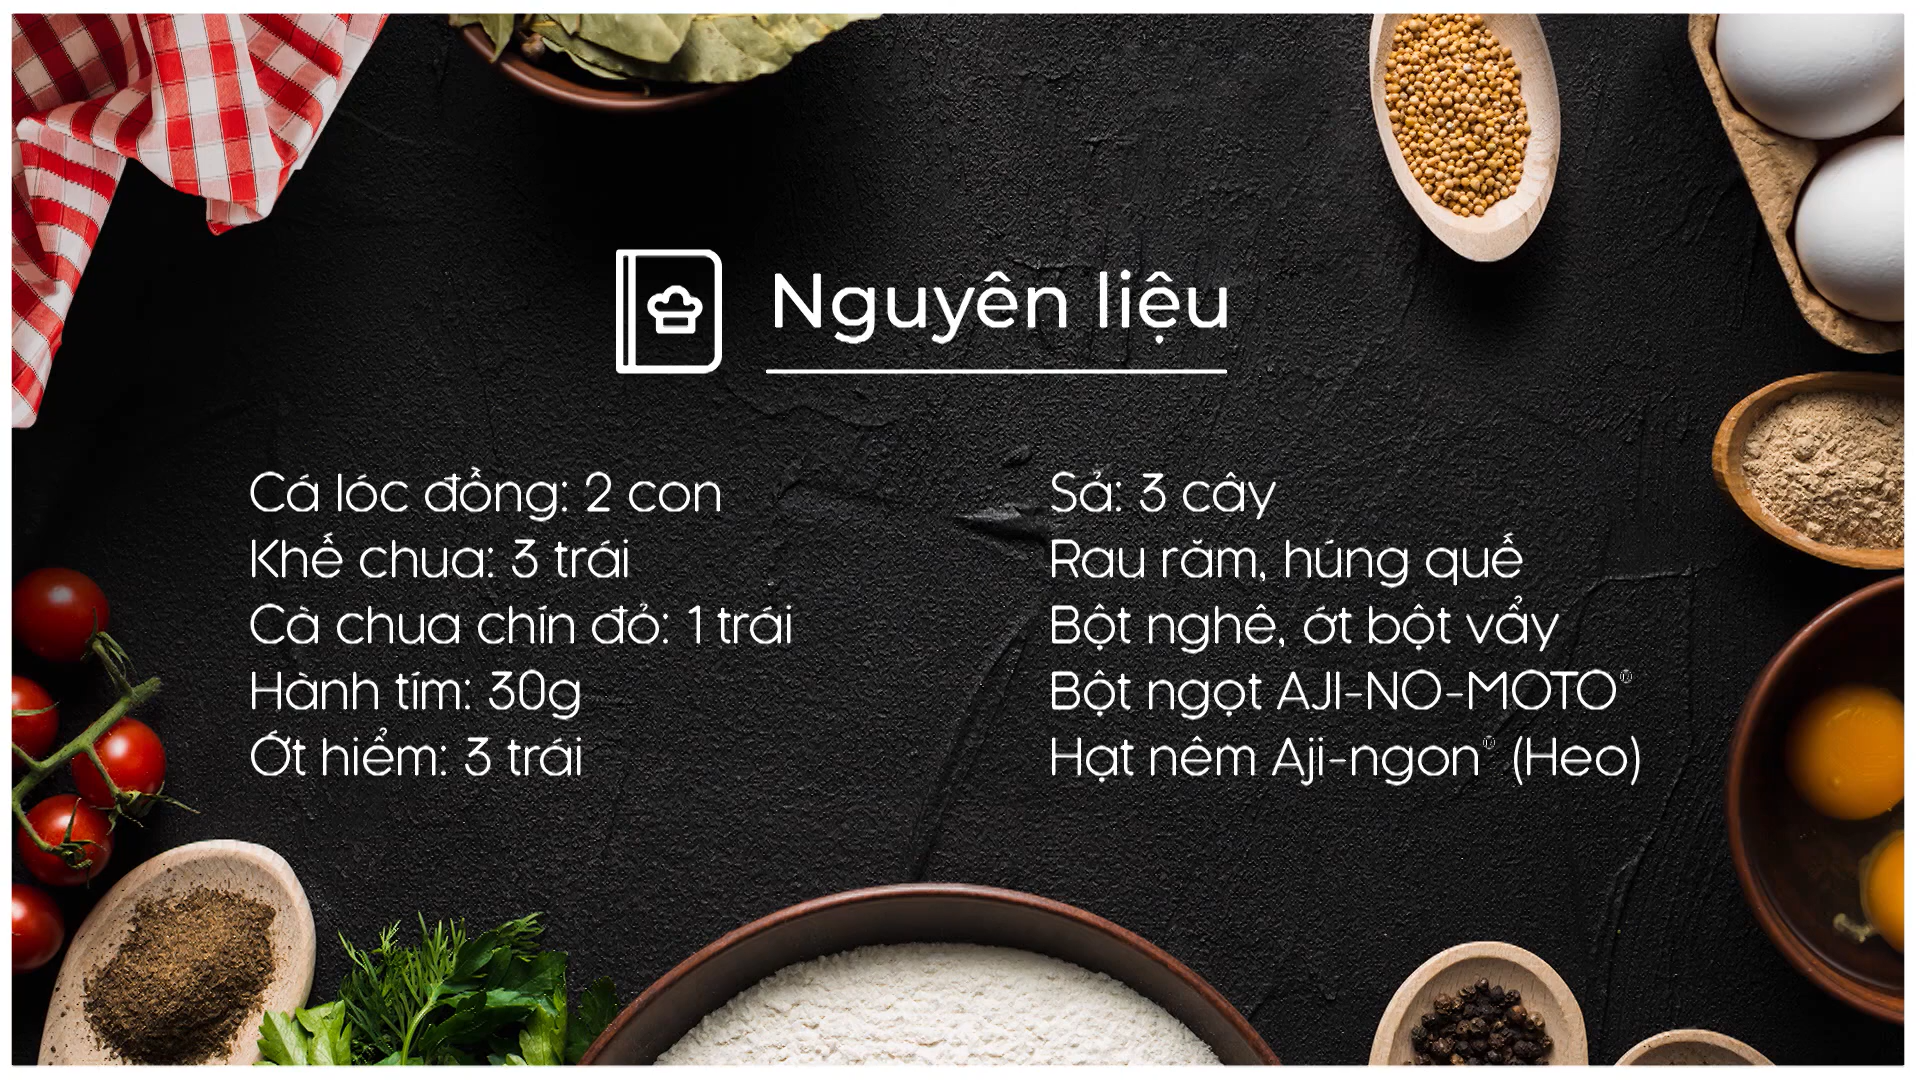 Nguyên liệu
Cá lóc đồng: 2 con
Khế chua: 3 trái
Cà chua chín đỏ: 1 trái
Hành tím: 30g
Ớt hiểm: 3 trái
Sả: 3 cây
Rau răm, húng quế
Bột nghê, ớt bột vẩy
Bột ngọt AJI-NO-MOTO®
Hạt nêm Aji-ngon® (Heo)